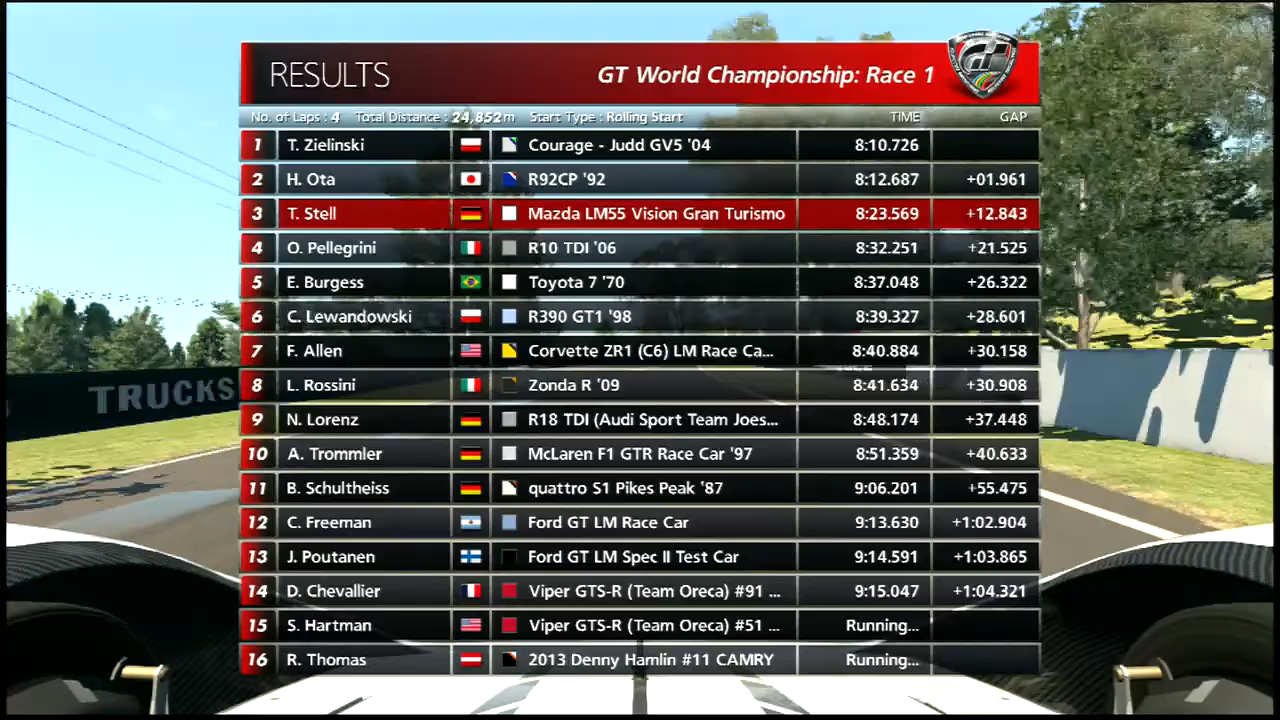 RESULTS GT World Championship: Race 1
No. of Laps : 4 Total Distance : 24,852m Start Type : Rolling Start TIME GAP
1 T. Zielinski Courage - Judd GV5 '04 8:10.726
2 H. Ota R92CP '92 8:12.687 +01.961
3 T. Stell Mazda LM55 Vision Gran Turismo 8:23.569 +12.843
4 O. Pellegrini R10 TDI '06 8:32.251 +21.525
5 E. Burgess Toyota 7 '70 8:37.048 +26.322
6 C. Lewandowski R390 GT1 '98 8:39.327 +28.601
7 F. Allen Corvette ZR1 (C6) LM Race Ca... 8:40.884 +30.158
8 L. Rossini Zonda R '09 8:41.634 +30.908
TRUCKS
9 N. Lorenz R18 TDI (Audi Sport Team Joes... 8:48.174 +37.448
10 A. Trommler McLaren F1 GTR Race Car '97 8:51.359 +40.633
11 B. Schultheiss quattro S1 Pikes Peak '87 9:06.201 +55.475
12 C. Freeman Ford GT LM Race Car 9:13.630 +1:02.904
13 J. Poutanen Ford GT LM Spec II Test Car 9:14.591 +1:03.865
14 D. Chevallier Viper GTS-R (Team Oreca) #91 ... 9:15.047 +1:04.321
15 S. Hartman Viper GTS-R (Team Oreca) #51 ... Running...
16 R. Thomas 2013 Denny Hamlin #11 CAMRY Running...